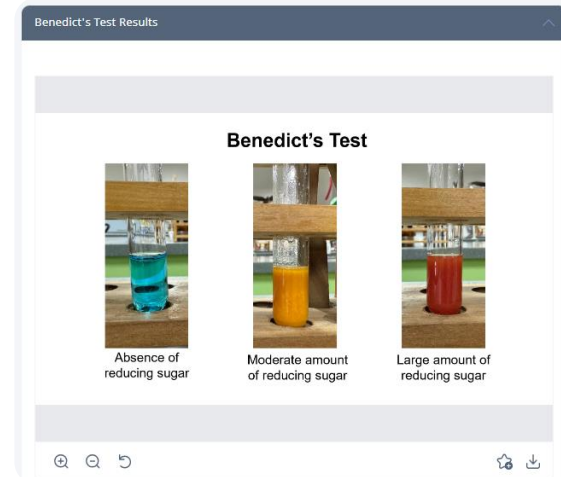 Benedict's Test Results
Benedict's Test
Absence of
reducing sugar
Moderate amount
of reducing sugar
Large amount of
reducing sugar